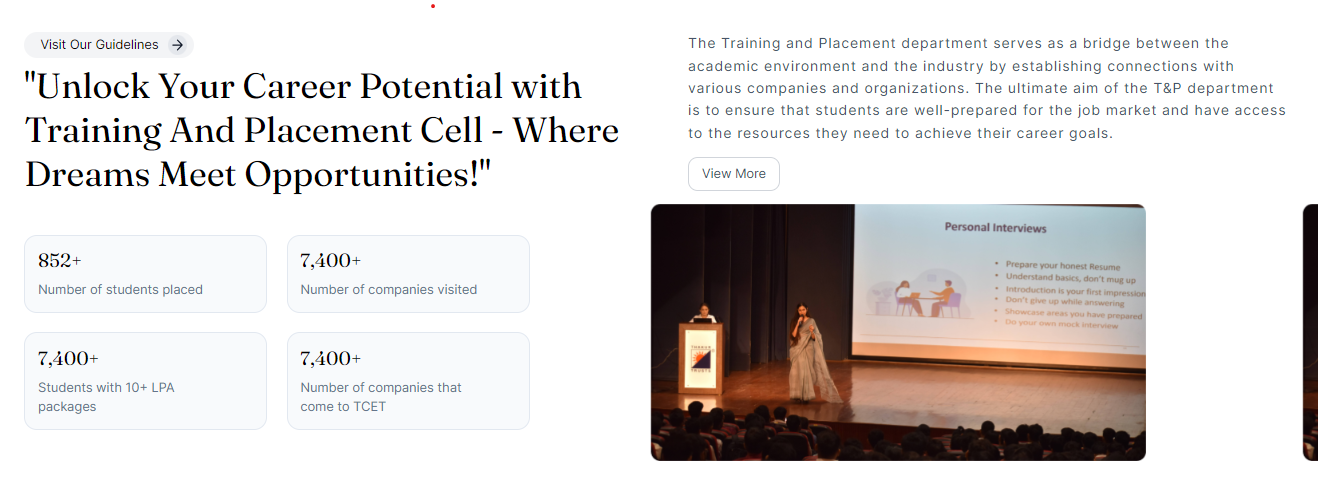 Visit Our Guidelines
"Unlock Your Career Potential with
Training And Placement Cell - Where
Dreams Meet Opportunities!"
852+
Number of students placed
7,400+
Number of companies visited
7,400+
Students with 10+ LPA
packages
7,400+
Number of companies that
come to TCET
The Training and Placement department serves as a bridge between the
academic environment and the industry by establishing connections with
various companies and organizations. The ultimate aim of the T&P department
is to ensure that students are well-prepared for the job market and have access
to the resources they need to achieve their career goals.
View More
Personal Interviews
• Prepare your honest Resume
• Understand basics, don't mug up
• Introduction is your first impression
• Don't give up while answering
• Showcase areas you have prepared
• Do your own mock interview
THAKUR
TRUSTS